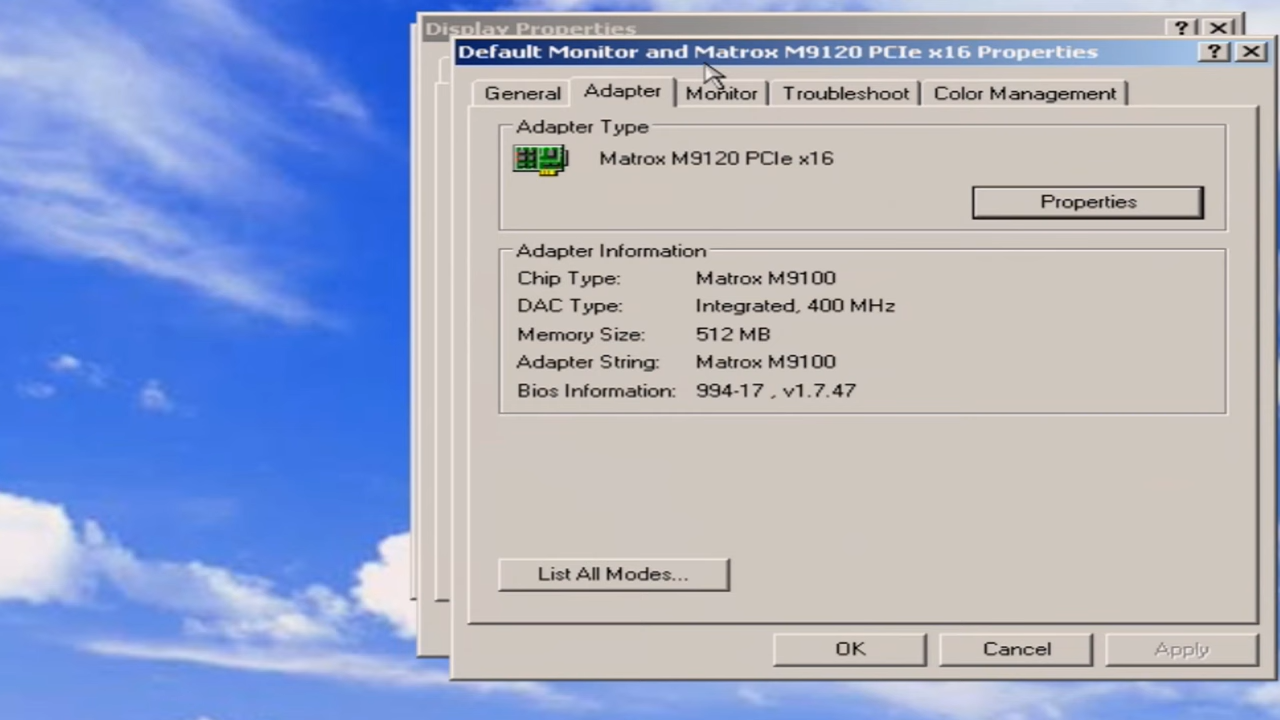 Display Properties
Default Monitor and Matrox M9120 PCIe x16 Properties
General Adapter Monitor Troubleshoot Color Management
Adapter Type
Matrox M9120 PCIe x16
Properties
Adapter Information
Chip Type: Matrox M9100
DAC Type: Integrated, 400 MHz
Memory Size: 512 MB
Adapter String: Matrox M9100
Bios Information: 994-17 , v1.7.47
List All Modes...
OK Cancel Apply